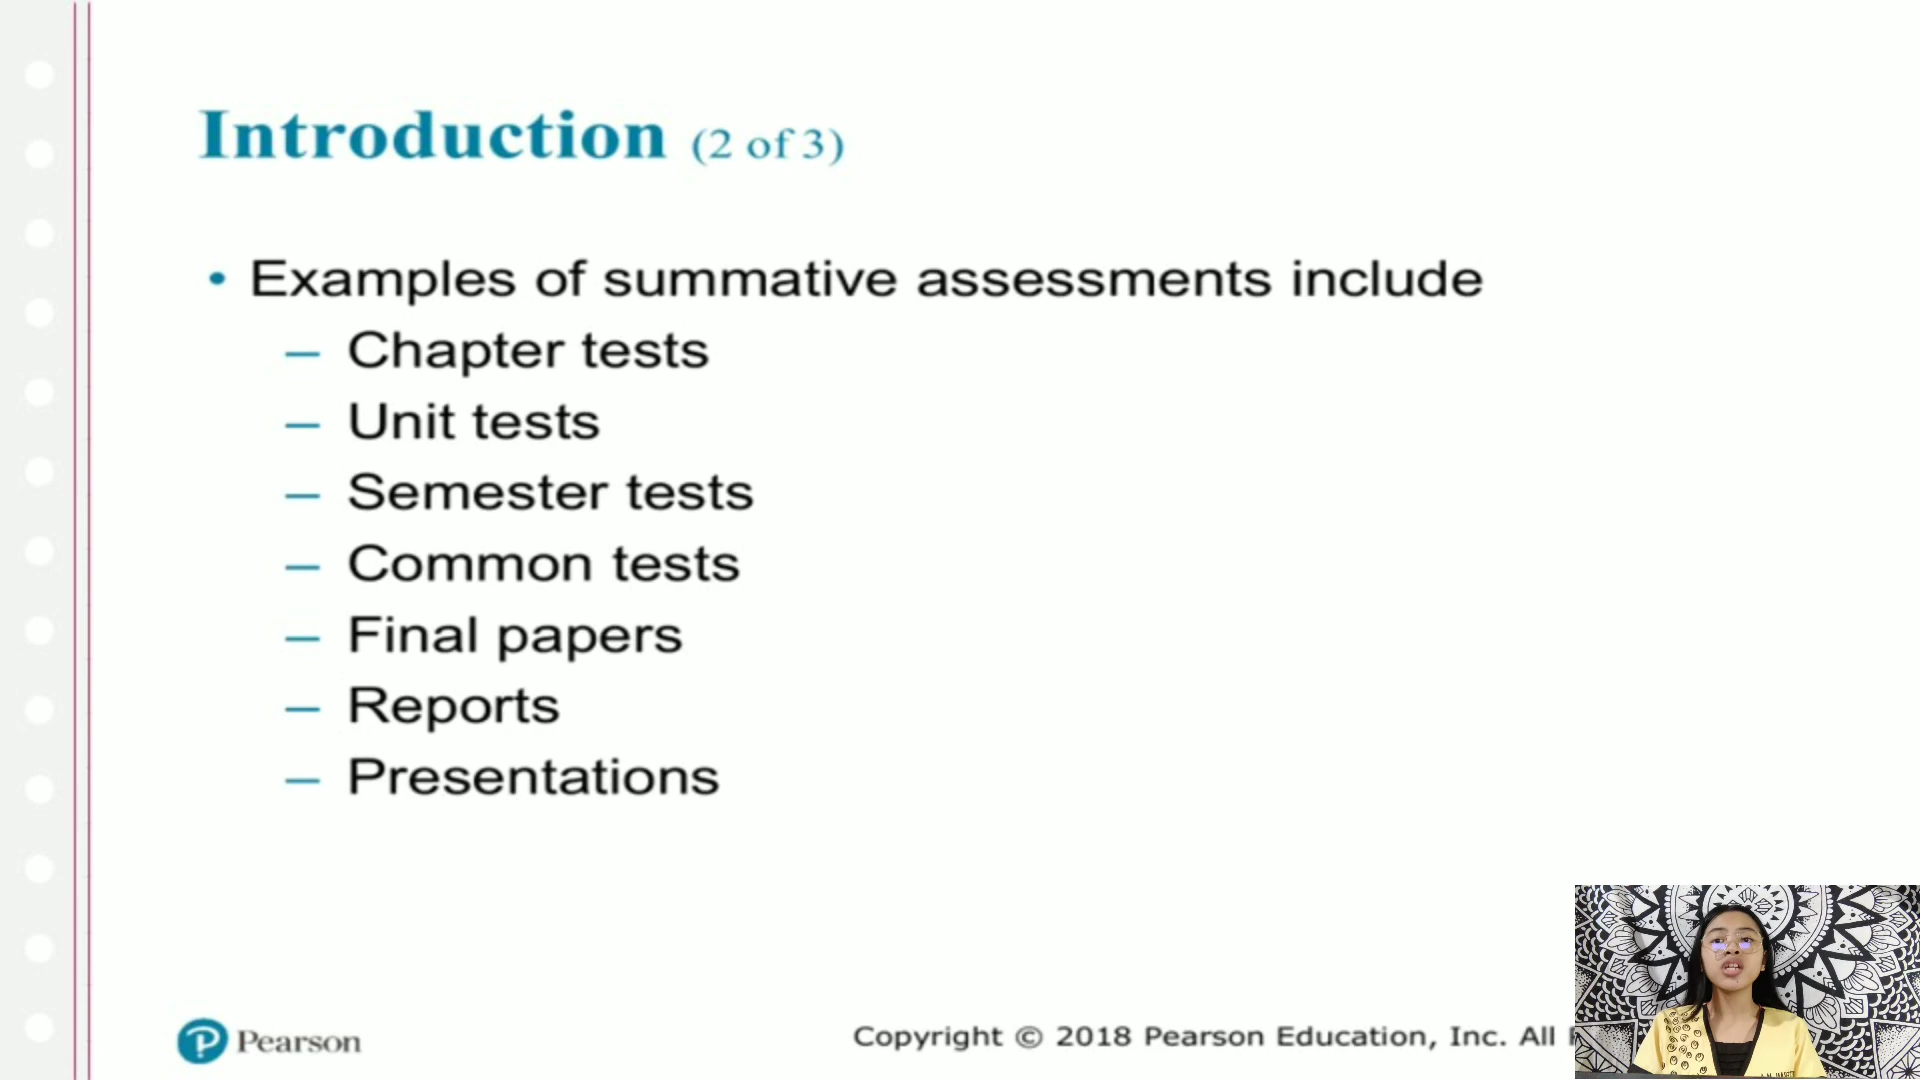 Introduction (2 of 3)
• Examples of summative assessments include
– Chapter tests
– Unit tests
– Semester tests
– Common tests
– Final papers
– Reports
– Presentations
Pearson
Copyright © 2018 Pearson Education, Inc. All